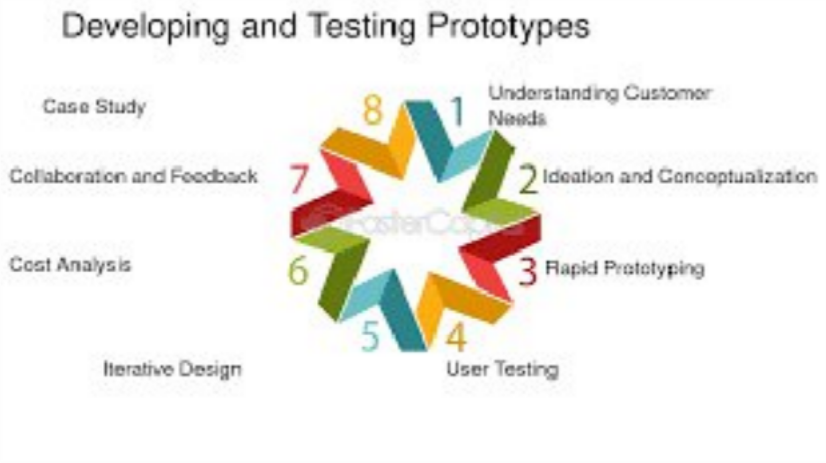 Developing and Testing Prototypes
1 Understanding Customer
Needs
2 Ideation and Conceptualization
3 Rapid Prototyping
4
User Testing
5
Iterative Design
6
Cost Analysis
7
Collaboration and Feedback
8
Case Study
FasterCapital